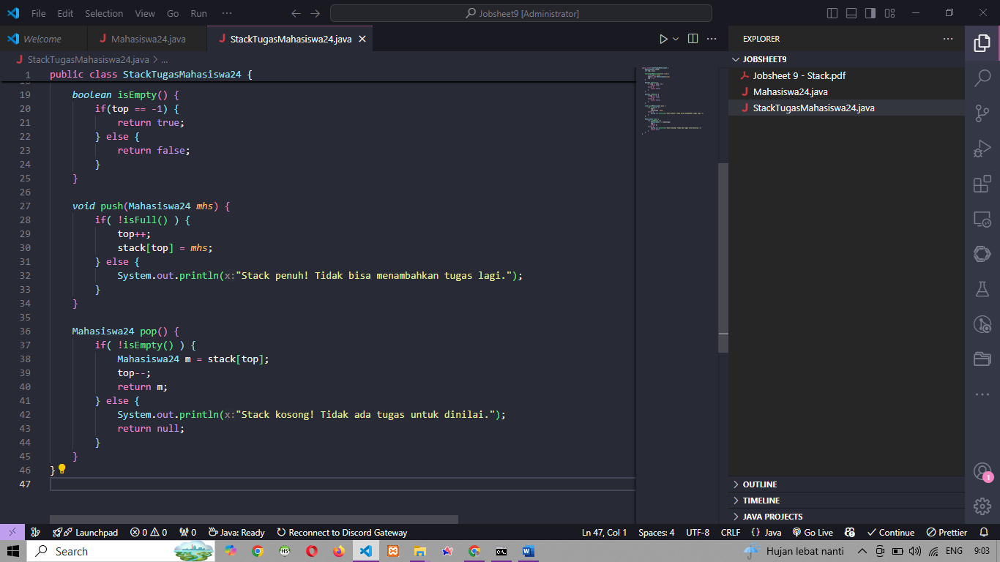 File Edit Selection View Go Run ··· Jobsheet9 [Administrator]
Welcome Mahasiswa24.java StackTugasMahasiswa24.java
StackTugasMahasiswa24.java > ...
1 public class StackTugasMahasiswa24 {
19 boolean isEmpty() {
20 if(top == -1) {
21 return true;
22 } else {
23 return false;
24 }
25 }
26
27 void push(Mahasiswa24 mhs) {
28 if( !isFull() ) {
29 top++;
30 stack[top] = mhs;
31 } else {
32 System.out.println(x:"Stack penuh! Tidak bisa menambahkan tugas lagi.");
33 }
34 }
35
36 Mahasiswa24 pop() {
37 if( !isEmpty() ) {
38 Mahasiswa24 m = stack[top];
39 top--;
40 return m;
41 } else {
42 System.out.println(x:"Stack kosong! Tidak ada tugas untuk dinilai.");
43 return null;
44 }
45 }
46 }
47
EXPLORER
JOBSHEET9
Jobsheet 9 - Stack.pdf
Mahasiswa24.java
StackTugasMahasiswa24.java
OUTLINE
TIMELINE
JAVA PROJECTS
1
Launchpad 0 0 0 Java: Ready Reconnect to Discord Gateway Ln 47, Col 1 Spaces: 4 UTF-8 CRLF {} Java Go Live Continue Prettier
Search Hujan lebat nanti ENG 9:03